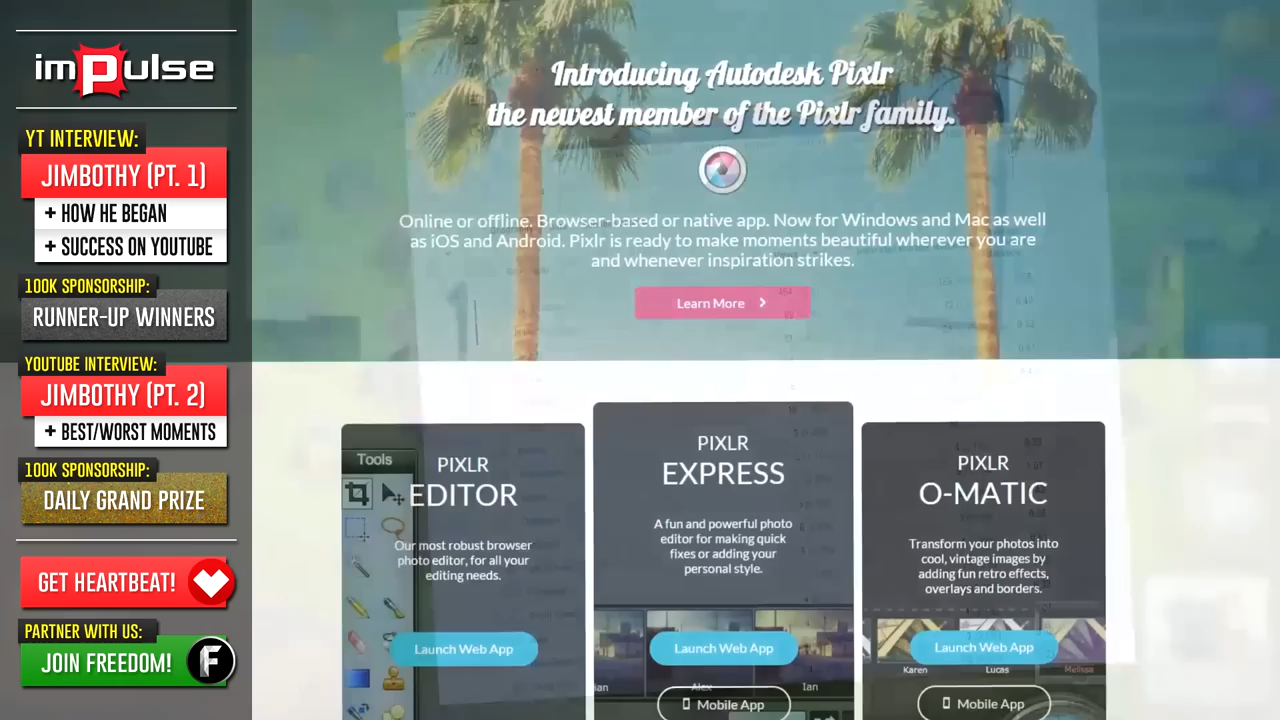 imPulse
YT INTERVIEW:
JIMBOTHY (PT. 1)
+ HOW HE BEGAN
+ SUCCESS ON YOUTUBE
100K SPONSORSHIP:
RUNNER-UP WINNERS
YOUTUBE INTERVIEW:
JIMBOTHY (PT. 2)
+ BEST/WORST MOMENTS
100K SPONSORSHIP:
DAILY GRAND PRIZE
GET HEARTBEAT!
PARTNER WITH US:
JOIN FREEDOM!
F
Introducing Autodesk Pixlr
the newest member of the Pixlr family.
Online or offline. Browser-based or native app. Now for Windows and Mac as well
as iOS and Android. Pixlr is ready to make moments beautiful wherever you are
and whenever inspiration strikes.
Learn More
Tools
PIXLR
EDITOR
Our most robust browser
photo editor, for all your
editing needs.
Launch Web App
PIXLR
EXPRESS
A fun and powerful photo
editor for making quick
fixes or adding your
personal style.
Launch Web App
Alex
Ian
Mobile App
PIXLR
O-MATIC
Transform your photos into
cool, vintage images by
adding fun retro effects,
overlays and borders.
Launch Web App
Karen
Lucas
Melissa
Mobile App